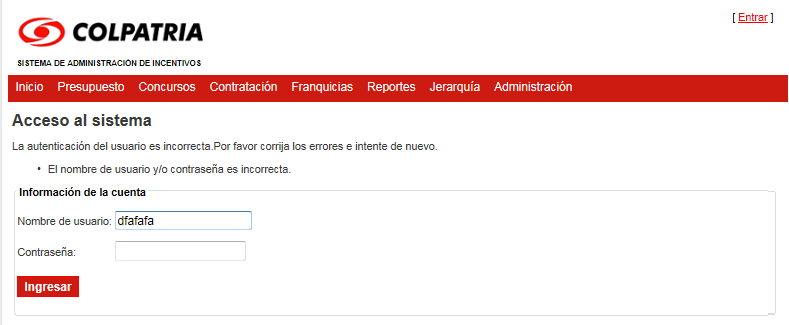 COLPATRIA
[ Entrar ]
SISTEMA DE ADMINISTRACIÓN DE INCENTIVOS
Inicio Presupuesto Concursos Contratación Franquicias Reportes Jerarquía Administración
Acceso al sistema
La autenticación del usuario es incorrecta.Por favor corrija los errores e intente de nuevo.
• El nombre de usuario y/o contraseña es incorrecta.
Información de la cuenta
Nombre de usuario: dfafafa
Contraseña:
Ingresar